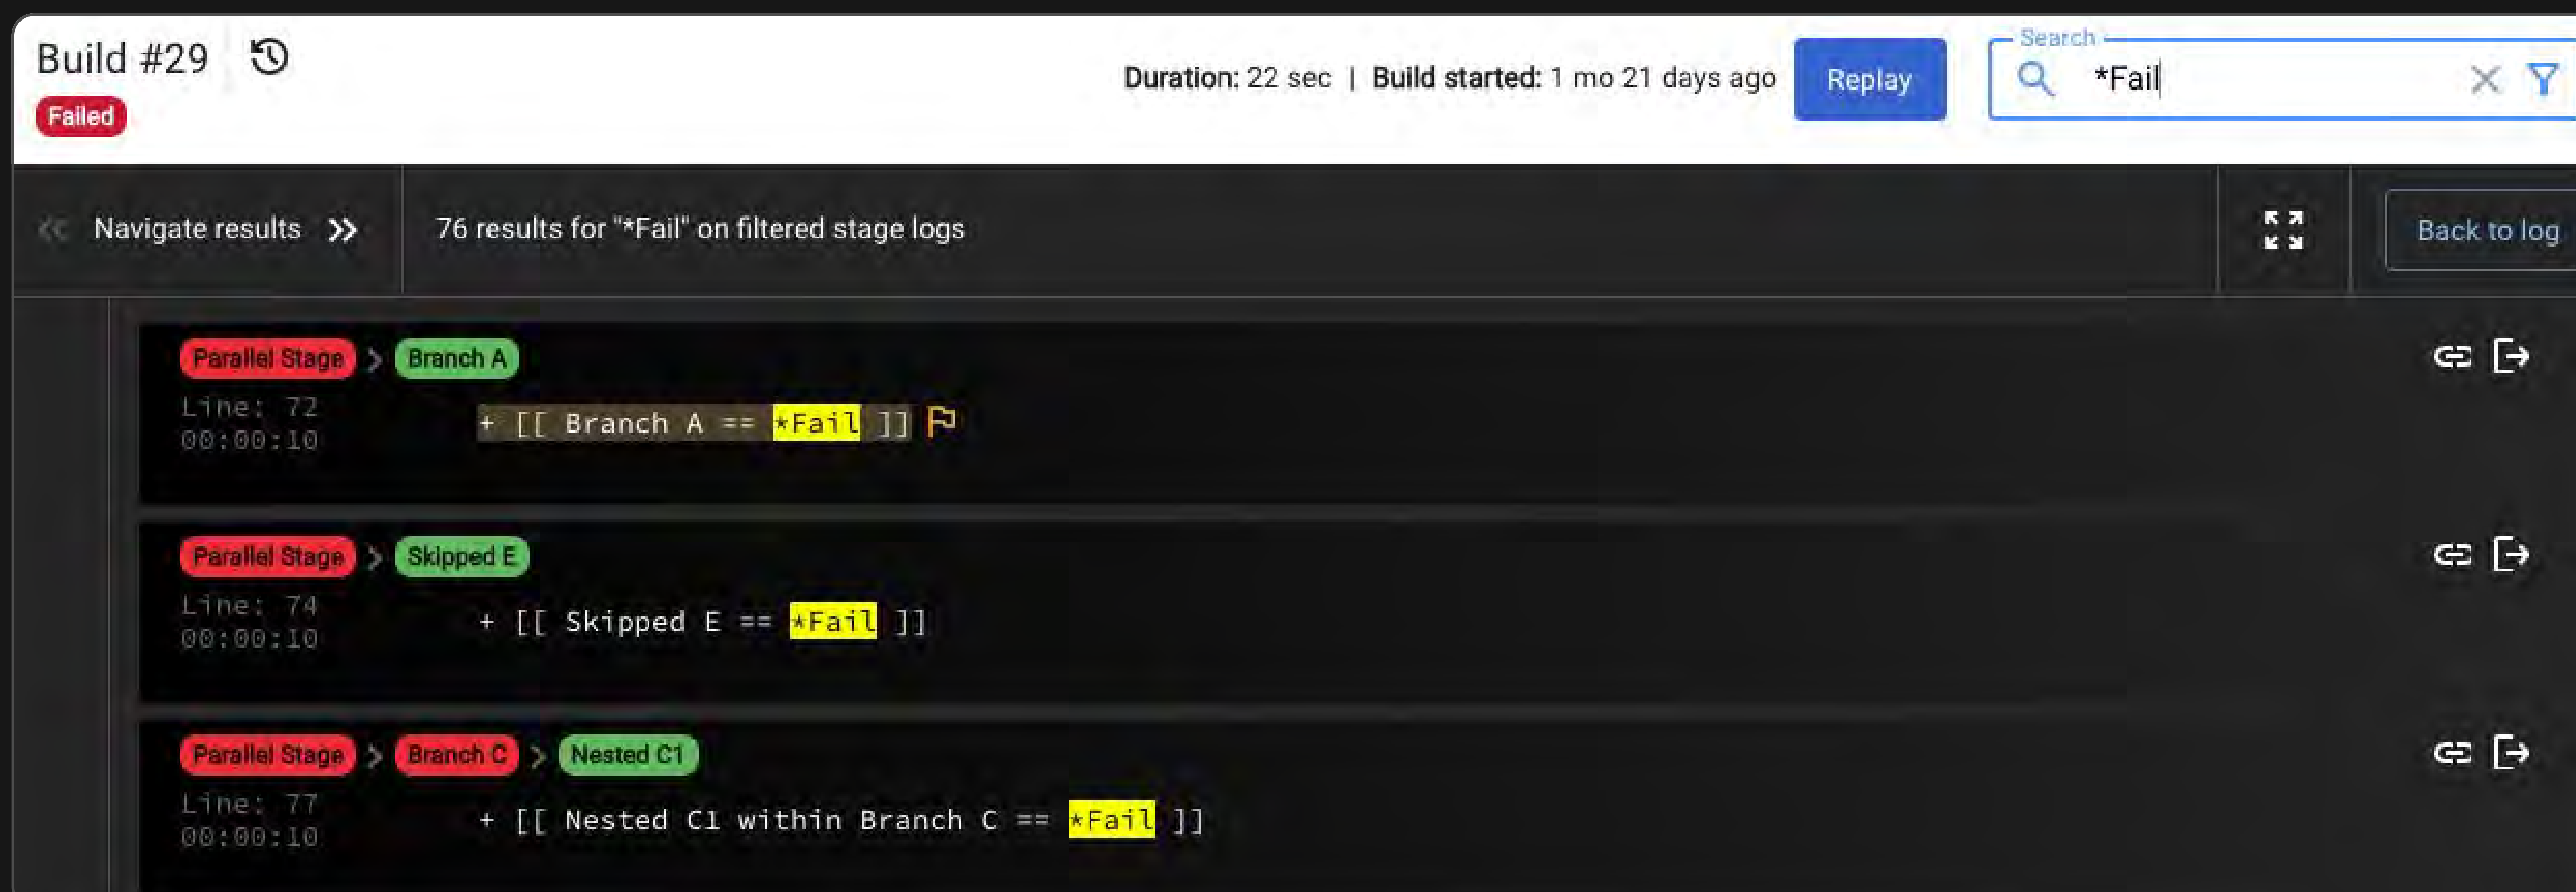 Build #29
Failed
Duration: 22 sec | Build started: 1 mo 21 days ago
Replay
Search
*Fail
Navigate results
76 results for "*Fail" on filtered stage logs
Back to log
Parallel Stage Branch A
Line: 72
00:00:10
+ [[ Branch A == *Fail ]]
Parallel Stage Skipped E
Line: 74
00:00:10
+ [[ Skipped E == *Fail ]]
Parallel Stage Branch C Nested C1
Line: 77
00:00:10
+ [[ Nested C1 within Branch C == *Fail ]]